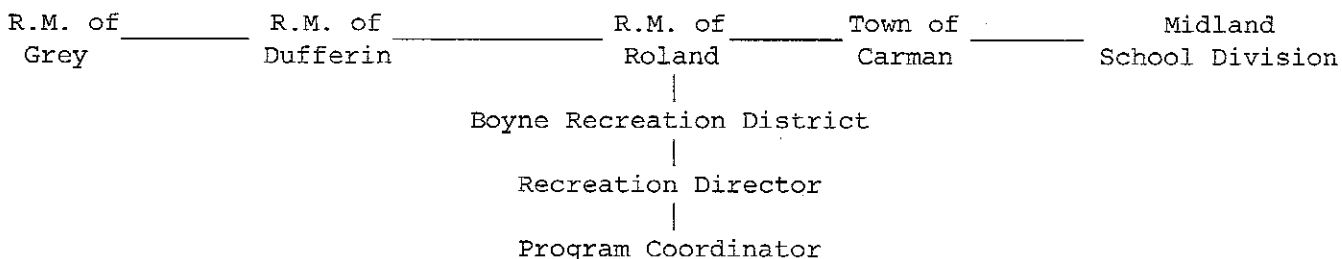 R.M. of R.M. of R.M. of Town of Midland
Grey Dufferin Roland Carman School Division
Boyne Recreation District
Recreation Director
Program Coordinator